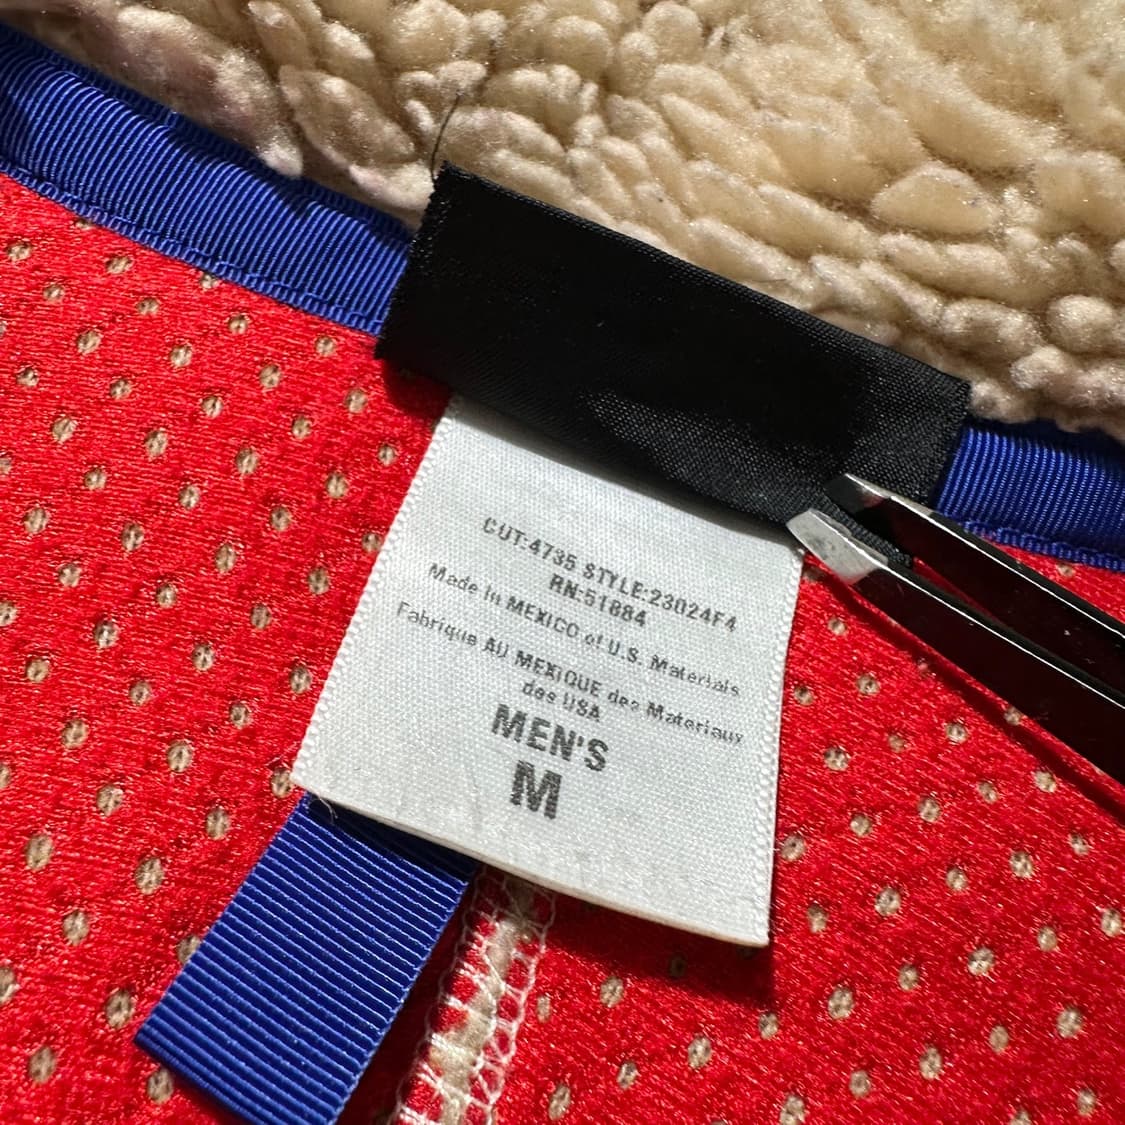 CUT:4735 STYLE:23024F4
RN:51884
Made in MEXICO of U.S. Materials
Fabrique AU MEXIQUE des Materiaux
des USA
MEN'S
M